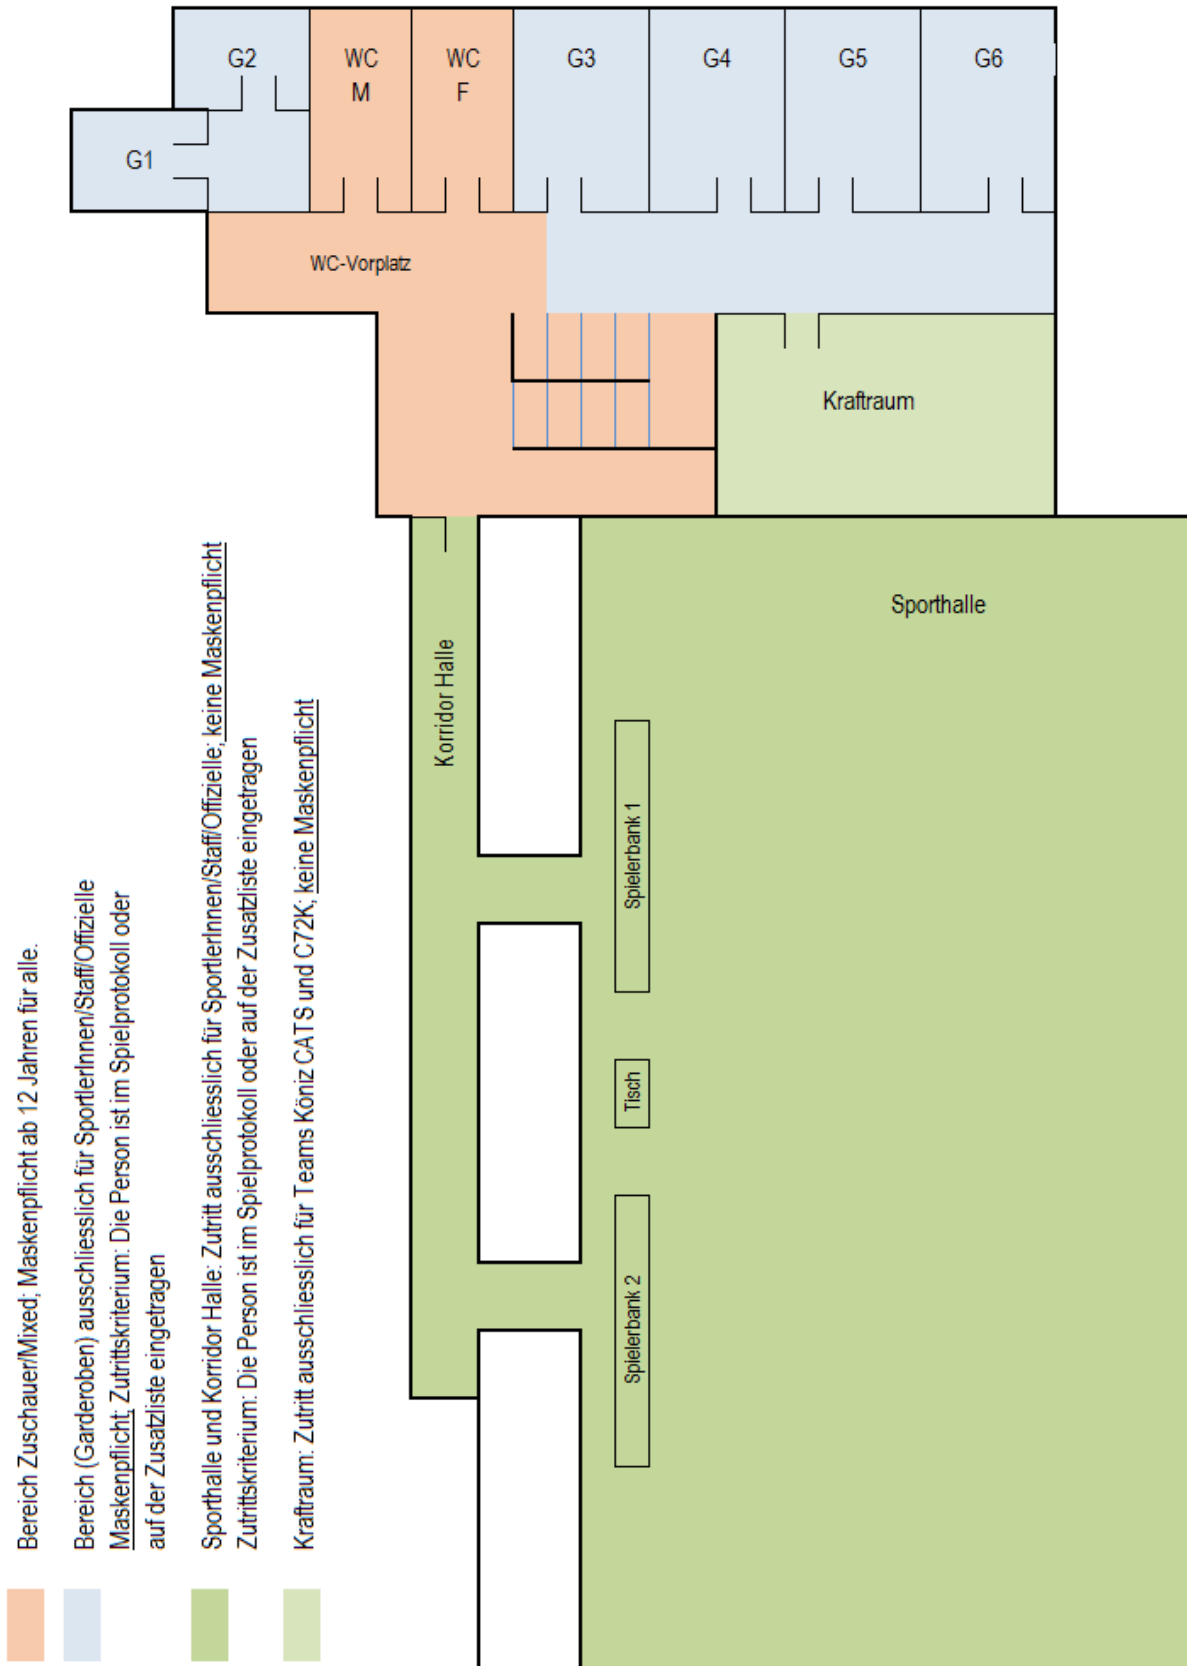 G2
WC
M
WC
F
G3
G4
G5
G6
G1
WC-Vorplatz
Kraftraum
Sporthalle
Korridor Halle
Spielerbank 1
Tisch
Spielerbank 2
Bereich Zuschauer/Mixed; Maskenpflicht ab 12 Jahren für alle.
Bereich (Garderoben) ausschliesslich für SportlerInnen/Staff/Offizielle
Maskenpflicht; Zutrittskriterium: Die Person ist im Spielprotokoll oder
auf der Zusatzliste eingetragen
Sporthalle und Korridor Halle: Zutritt ausschliesslich für SportlerInnen/Staff/Offizielle; keine Maskenpflicht
Zutrittskriterium: Die Person ist im Spielprotokoll oder auf der Zusatzliste eingetragen
Kraftraum: Zutritt ausschliesslich für Teams Köniz CATS und C72K; keine Maskenpflicht